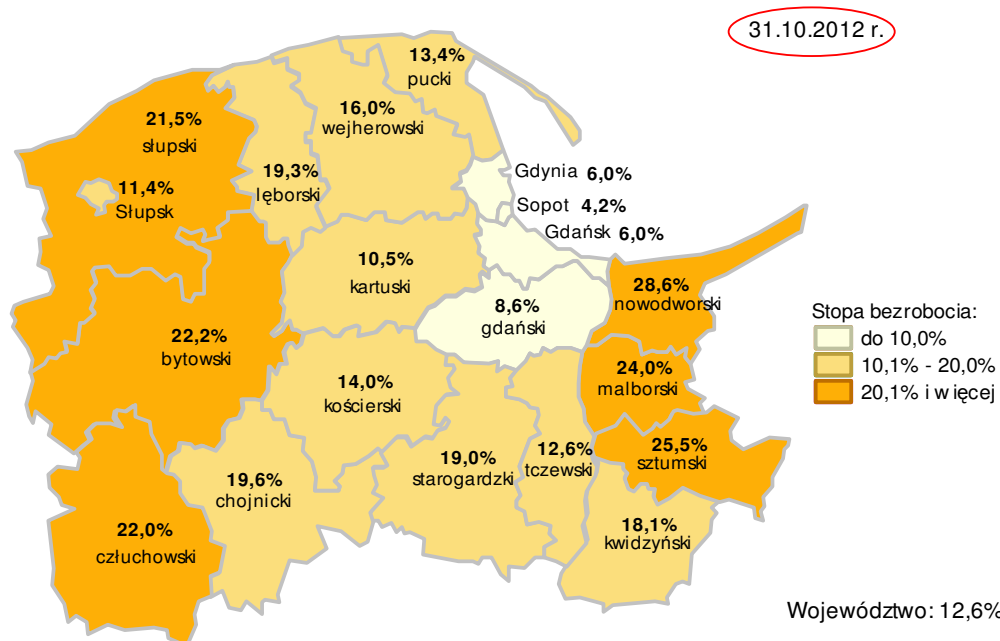 31.10.2012 r.
13,4%
pucki
16,0%
wejherowski
21,5%
słupski
19,3%
lęborski
11,4%
Słupsk
Gdynia 6,0%
Sopot 4,2%
Gdańsk 6,0%
10,5%
kartuski
28,6%
nowodworski
8,6%
gdański
22,2%
bytowski
Stopa bezrobocia:
do 10,0%
10,1% - 20,0%
20,1% i więcej
14,0%
kościerski
24,0%
malborski
25,5%
sztumski
12,6%
tczewski
19,0%
starogardzki
19,6%
chojnicki
22,0%
człuchowski
18,1%
kwidzyński
Województwo: 12,6%